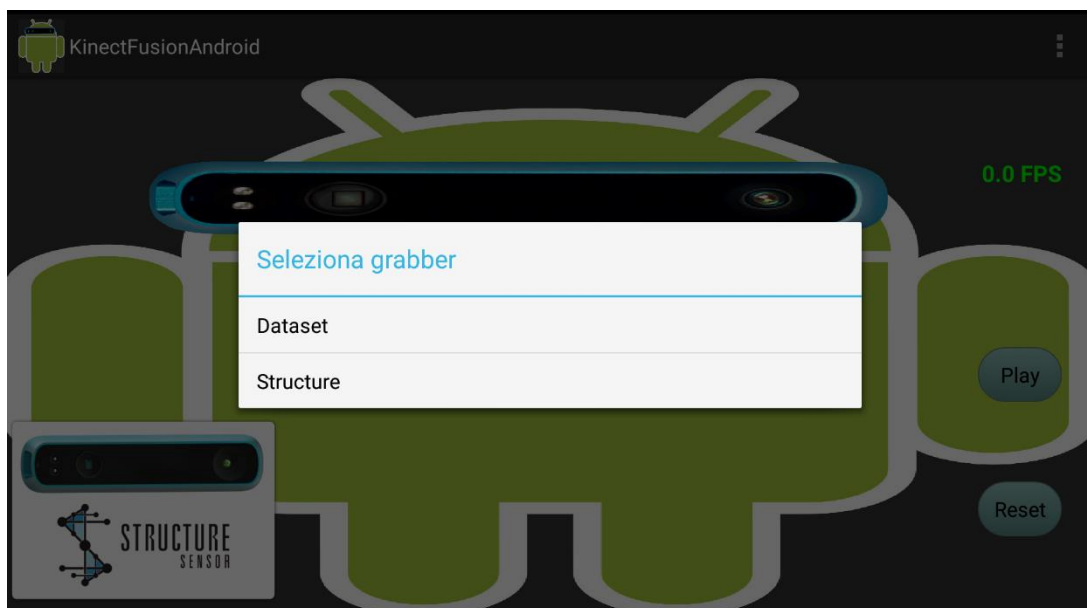 KinectFusionAndroid
0.0 FPS
Seleziona grabber
Dataset
Structure
Play
Reset
STRUCTURE
SENSOR